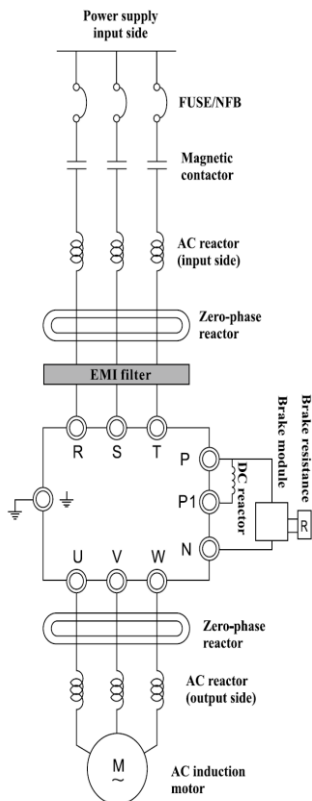 Power supply
input side
FUSE/NFB
Magnetic
contactor
AC reactor
(input side)
Zero-phase
reactor
EMI filter
R S T
P
DC reactor
P1
N
Brake module
Brake resistance
R
U V W
Zero-phase
reactor
AC reactor
(output side)
M
~
AC induction
motor